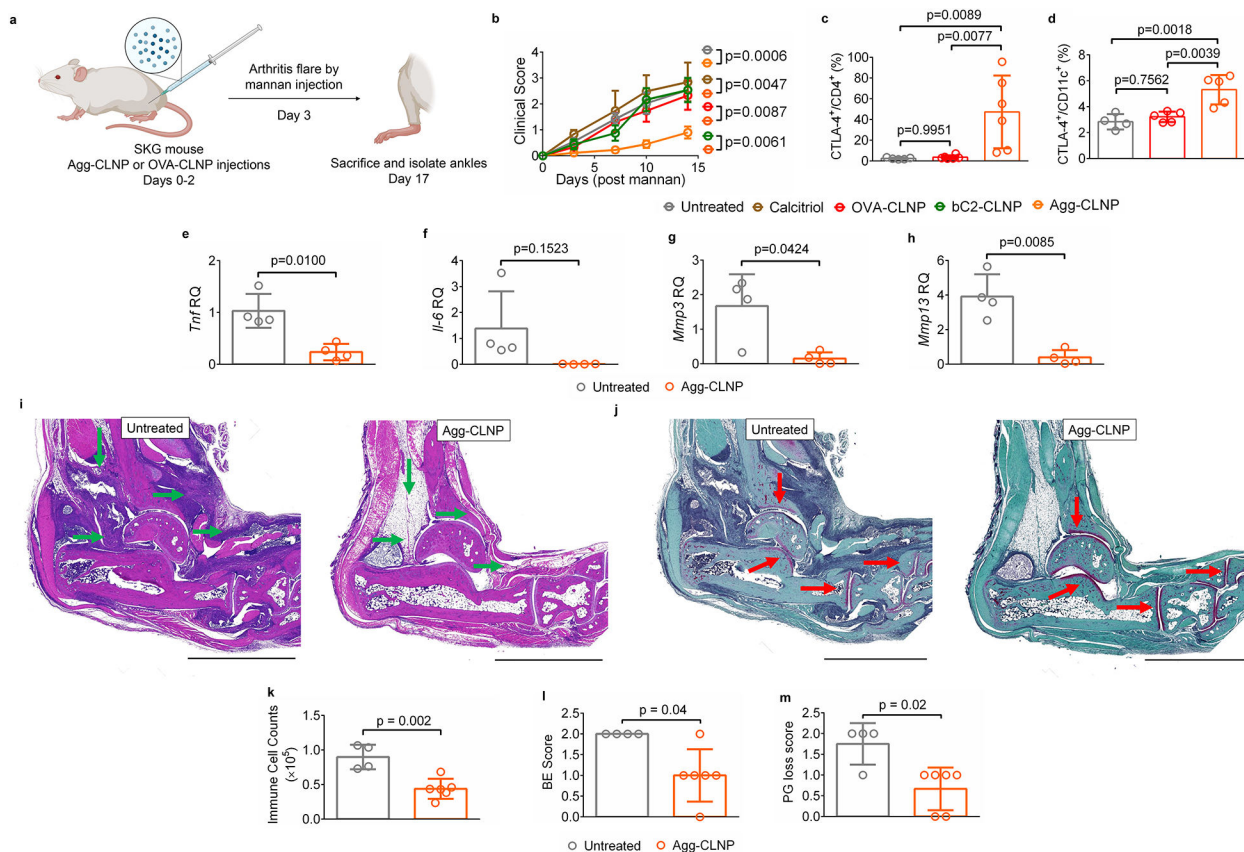 a
Arthritis flare by
mannan injection
Day 3
SKG mouse
Agg-CLNP or OVA-CLNP injections
Days 0-2
Sacrifice and isolate ankles
Day 17
b
Clinical Score
4
3
2
1
0
0
5
10
15
Days (post mannan)
p=0.0006
p=0.0047
p=0.0087
p=0.0061
c
CTLA-4⁺/CD4⁺ (%)
100
75
50
25
0
p=0.0089
p=0.0077
p=0.9951
d
CTLA-4⁺/CD11c⁺ (%)
8
6
4
2
0
p=0.0018
p=0.0039
p=0.7562
Untreated
Calcitriol
OVA-CLNP
bC2-CLNP
Agg-CLNP
e
Tnf RQ
2
1
0
p=0.0100
f
Il-6 RQ
4
3
2
1
0
p=0.1523
g
Mmp3 RQ
3
2
1
0
p=0.0424
h
Mmp13 RQ
6
4
2
0
p=0.0085
Untreated
Agg-CLNP
i
Untreated
Agg-CLNP
j
Untreated
Agg-CLNP
k
Immune Cell Counts
(×10⁵)
1.5
1.0
0.5
0.0
p = 0.002
l
BE Score
2.5
2.0
1.5
1.0
0.5
0.0
p = 0.04
m
PG loss score
2.5
2.0
1.5
1.0
0.5
0.0
p = 0.02
Untreated
Agg-CLNP